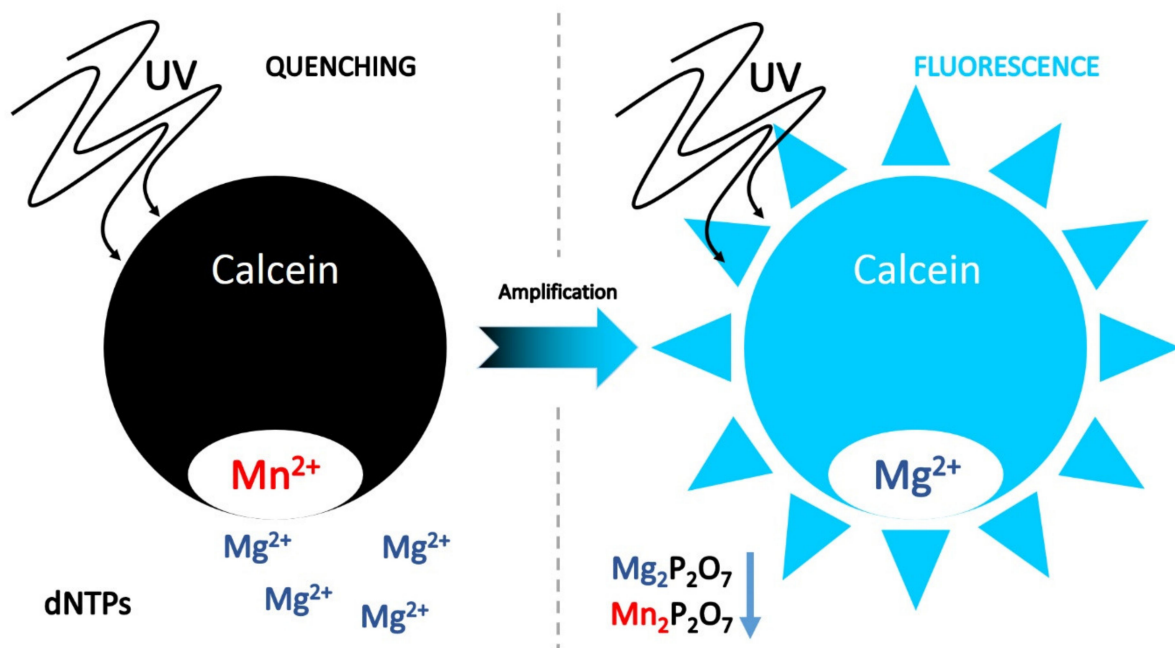 UV
QUENCHING
Calcein
Mn²⁺
Mg²⁺
Mg²⁺
Mg²⁺
Mg²⁺
dNTPs
Amplification
UV
FLUORESCENCE
Calcein
Mg²⁺
Mg₂P₂O₇
Mn₂P₂O₇